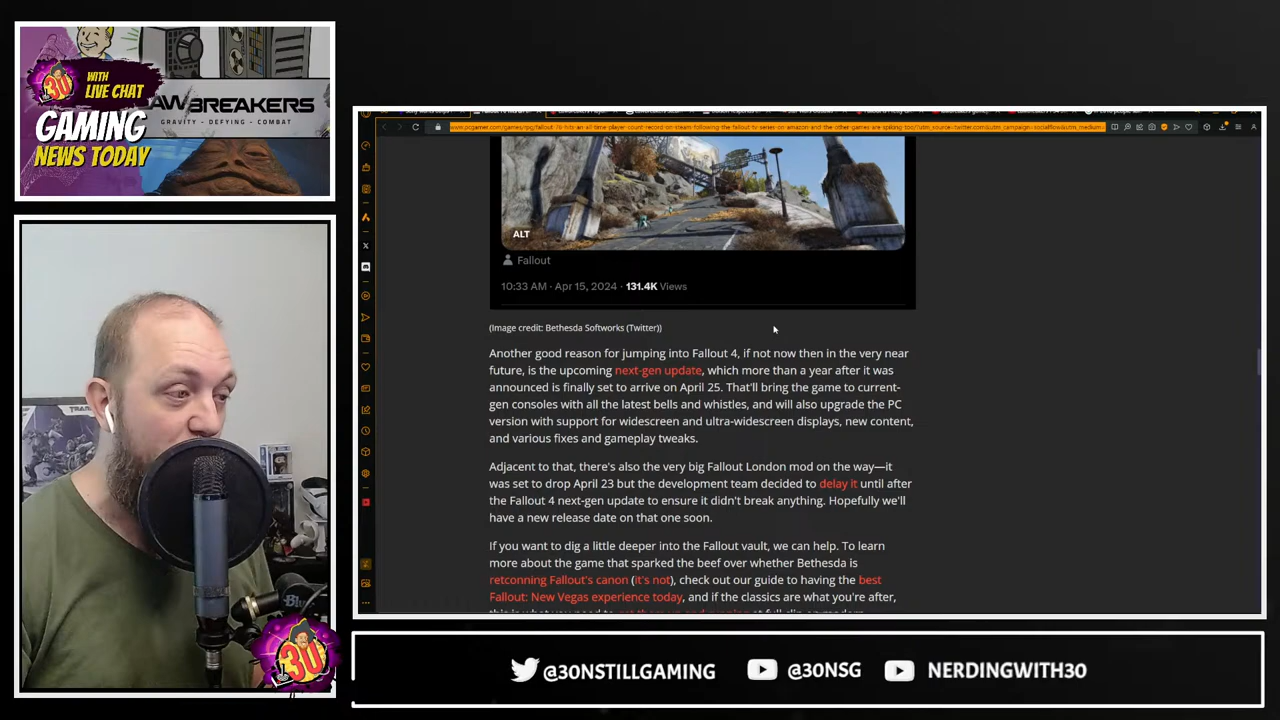 WITH
LIVE CHAT
30
AWBREAKERS
GRAVITY - DEFYING - COMBAT
GAMING
NEWS TODAY
ALT
Fallout
10:33 AM · Apr 15, 2024 · 131.4K Views
(Image credit: Bethesda Softworks (Twitter))
Another good reason for jumping into Fallout 4, if not now then in the very near
future, is the upcoming next-gen update, which more than a year after it was
announced is finally set to arrive on April 25. That'll bring the game to current-
gen consoles with all the latest bells and whistles, and will also upgrade the PC
version with support for widescreen and ultra-widescreen displays, new content,
and various fixes and gameplay tweaks.
Adjacent to that, there's also the very big Fallout London mod on the way—it
was set to drop April 23 but the development team decided to delay it until after
the Fallout 4 next-gen update to ensure it didn't break anything. Hopefully we'll
have a new release date on that one soon.
If you want to dig a little deeper into the Fallout vault, we can help. To learn
more about the game that sparked the beef over whether Bethesda is
retconning Fallout's canon (it's not), check out our guide to having the best
Fallout: New Vegas experience today, and if the classics are what you're after,
Blue
30
@30NSTILLGAMING
@30NSG
NERDINGWITH30